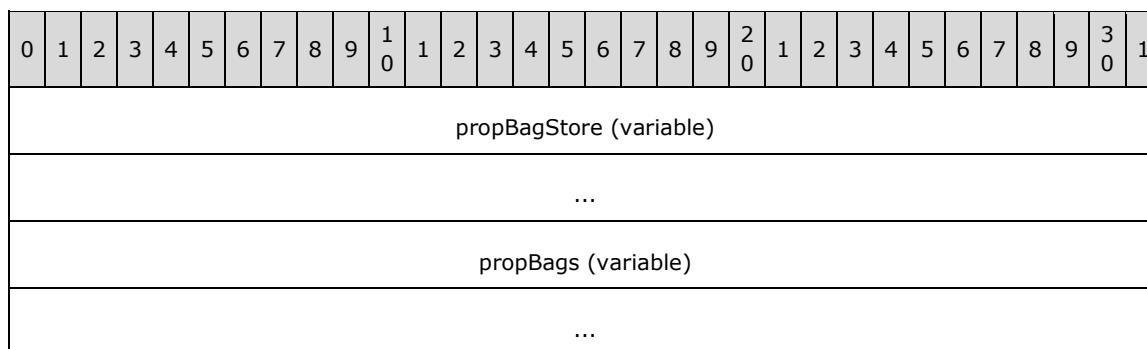 0 1 2 3 4 5 6 7 8 9 1 0 1 2 3 4 5 6 7 8 9 2 0 1 2 3 4 5 6 7 8 9 3 0 1
propBagStore (variable)
...
propBags (variable)
...